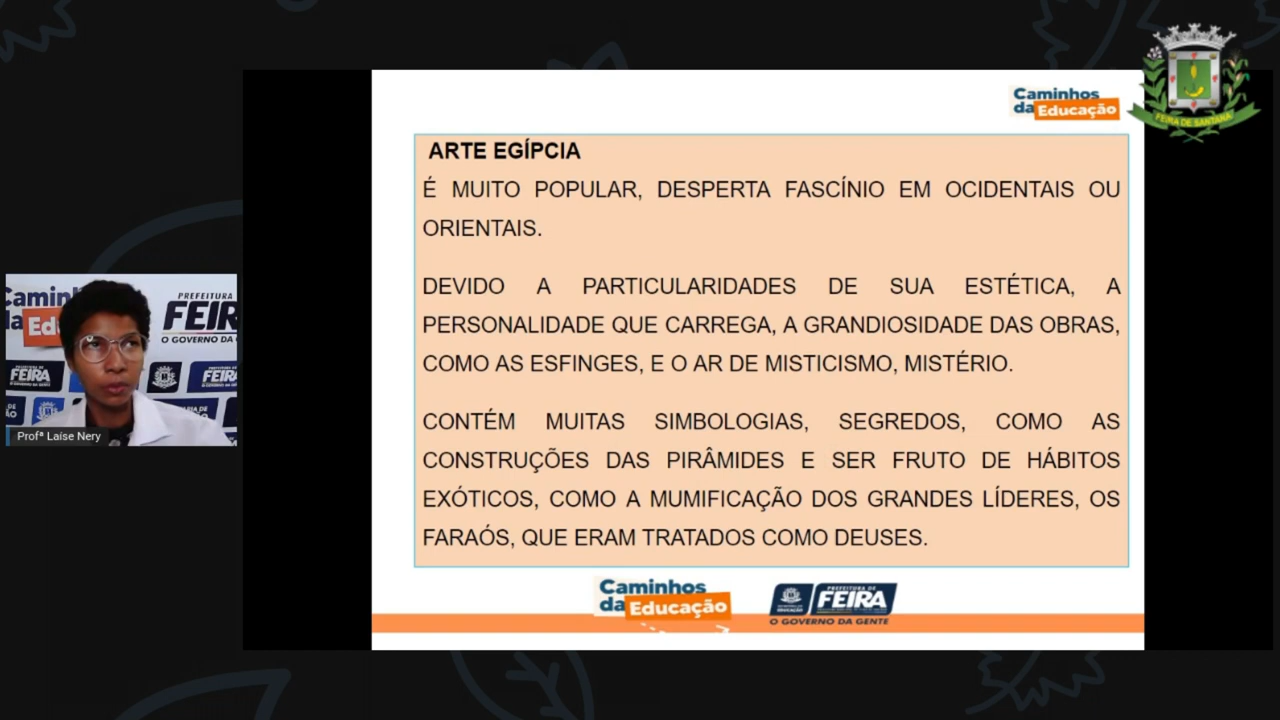 FEIRA DE SANTANA
Caminhos
da Educação
ARTE EGÍPCIA
É MUITO POPULAR, DESPERTA FASCÍNIO EM OCIDENTAIS OU
ORIENTAIS.
DEVIDO A PARTICULARIDADES DE SUA ESTÉTICA, A
PERSONALIDADE QUE CARREGA, A GRANDIOSIDADE DAS OBRAS,
COMO AS ESFINGES, E O AR DE MISTICISMO, MISTÉRIO.
CONTÉM MUITAS SIMBOLOGIAS, SEGREDOS, COMO AS
CONSTRUÇÕES DAS PIRÂMIDES E SER FRUTO DE HÁBITOS
EXÓTICOS, COMO A MUMIFICAÇÃO DOS GRANDES LÍDERES, OS
FARAÓS, QUE ERAM TRATADOS COMO DEUSES.
Caminhos
da Educação
PREFEITURA DE
FEIRA
O GOVERNO DA GENTE
PREFEITURA
FEIR
O GOVERNO DA
FEIRA
Profª Laise Nery